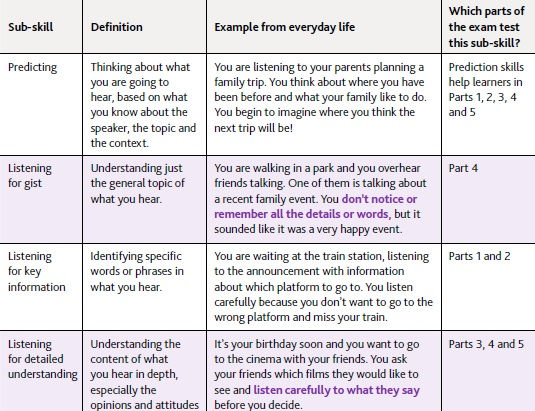 Sub-skill
Definition
Example from everyday life
Which parts of
the exam test
this sub-skill?
Predicting
Thinking about what
you are going to
hear, based on what
you know about the
speaker, the topic and
the context.
You are listening to your parents planning a
family trip. You think about where you have
been before and what your family like to do.
You begin to imagine where you think the
next trip will be!
Prediction skills
help learners in
Parts 1, 2, 3, 4
and 5
Listening
for gist
Understanding just
the general topic of
what you hear.
You are walking in a park and you overhear
friends talking. One of them is talking about
a recent family event. You don't notice or
remember all the details or words, but it
sounded like it was a very happy event.
Part 4
Listening
for key
information
Identifying specific
words or phrases in
what you hear.
You are waiting at the train station, listening
to the announcement with information
about which platform to go to. You listen
carefully because you don't want to go to the
wrong platform and miss your train.
Parts 1 and 2
Listening
for detailed
understanding
Understanding the
content of what
you hear in depth,
especially the
opinions and attitudes
It's your birthday soon and you want to go
to the cinema with your friends. You ask
your friends which films they would like to
see and listen carefully to what they say
before you decide.
Parts 3, 4 and 5